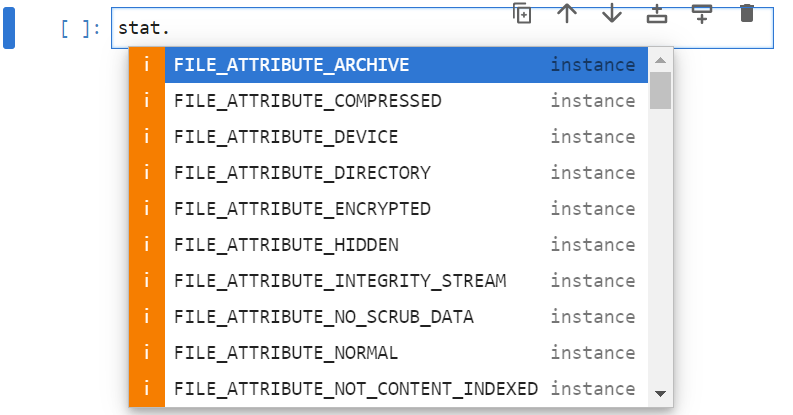 [ ]: stat.
i FILE_ATTRIBUTE_ARCHIVE instance
i FILE_ATTRIBUTE_COMPRESSED instance
i FILE_ATTRIBUTE_DEVICE instance
i FILE_ATTRIBUTE_DIRECTORY instance
i FILE_ATTRIBUTE_ENCRYPTED instance
i FILE_ATTRIBUTE_HIDDEN instance
i FILE_ATTRIBUTE_INTEGRITY_STREAM instance
i FILE_ATTRIBUTE_NO_SCRUB_DATA instance
i FILE_ATTRIBUTE_NORMAL instance
i FILE_ATTRIBUTE_NOT_CONTENT_INDEXED instance